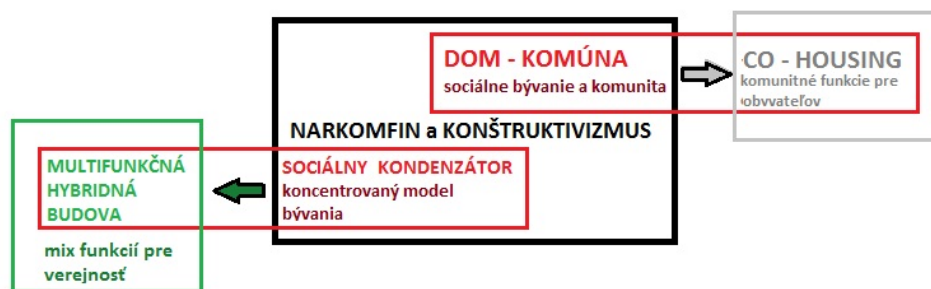 DOM - KOMÚNA
sociálne bývanie a komunita
CO - HOUSING
komunitné funkcie pre
obyvateľov
NARKOMFIN a KONŠTRUKTIVIZMUS
SOCIÁLNY KONDENZÁTOR
koncentrovaný model
bývania
MULTIFUNKČNÁ
HYBRIDNÁ
BUDOVA
mix funkcií pre
verejnosť